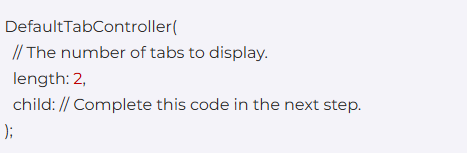 DefaultTabController(
// The number of tabs to display.
length: 2,
child: // Complete this code in the next step.
);